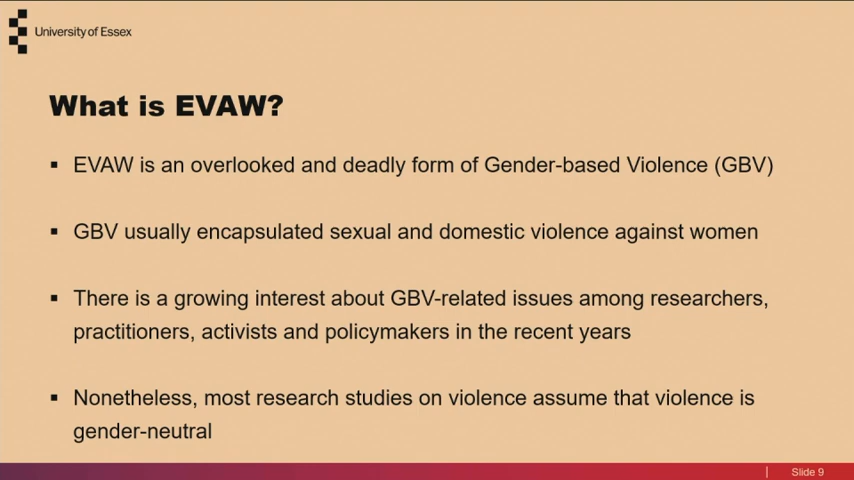 University of Essex
What is EVAW?
▪ EVAW is an overlooked and deadly form of Gender-based Violence (GBV)
▪ GBV usually encapsulated sexual and domestic violence against women
▪ There is a growing interest about GBV-related issues among researchers,
practitioners, activists and policymakers in the recent years
▪ Nonetheless, most research studies on violence assume that violence is
gender-neutral
Slide 9